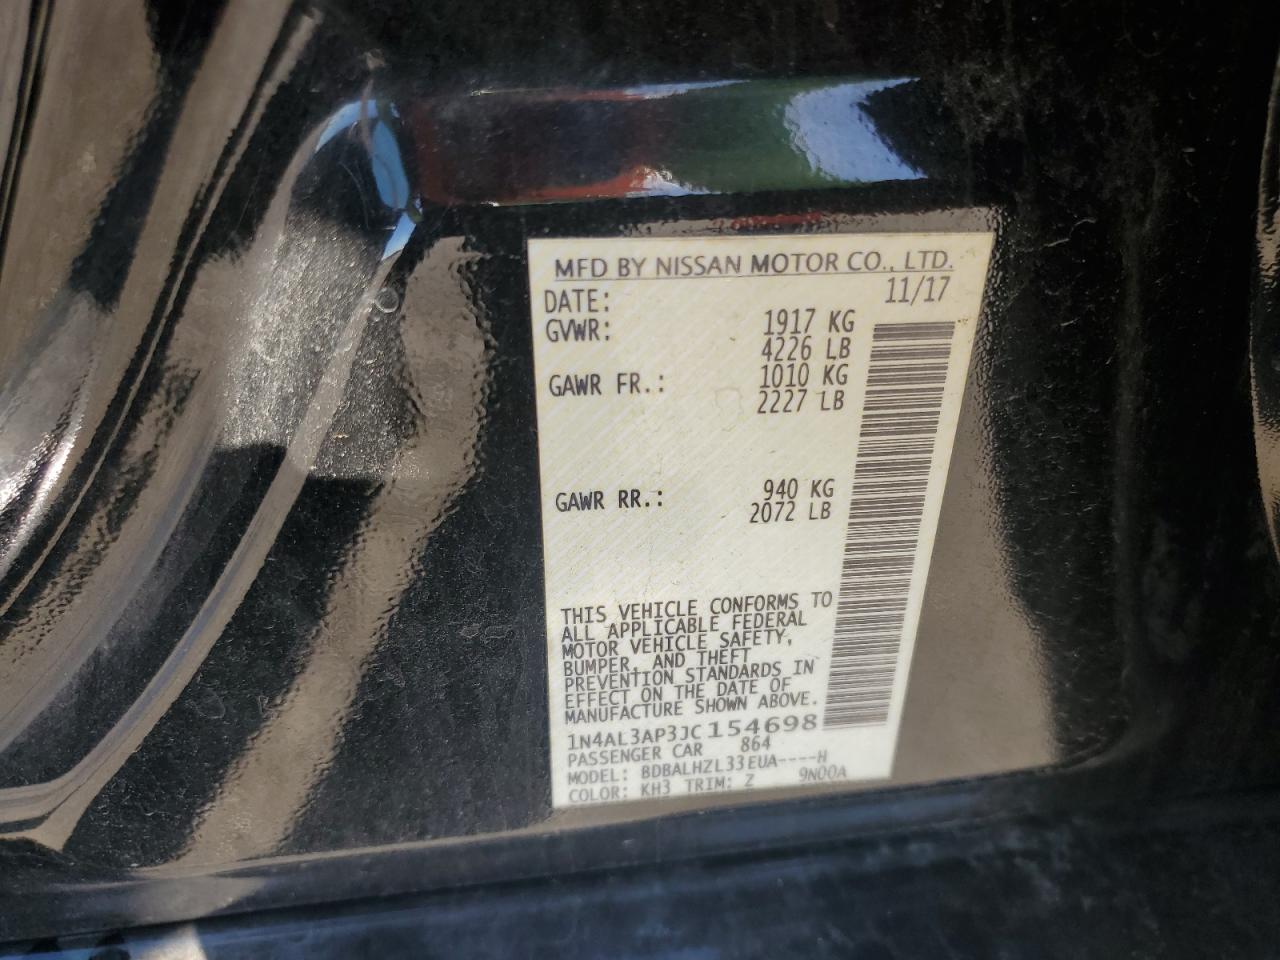 MFD BY NISSAN MOTOR CO., LTD.
DATE: 11/17
GVWR: 1917 KG
4226 LB
GAWR FR.: 1010 KG
2227 LB
GAWR RR.: 940 KG
2072 LB
THIS VEHICLE CONFORMS TO
ALL APPLICABLE FEDERAL
MOTOR VEHICLE SAFETY,
BUMPER, AND THEFT
PREVENTION STANDARDS IN
EFFECT ON THE DATE OF
MANUFACTURE SHOWN ABOVE.
1N4AL3AP3JC154698
PASSENGER CAR 864
MODEL: BDBALHZL33EUA----H
COLOR: KH3 TRIM: Z 9N00A